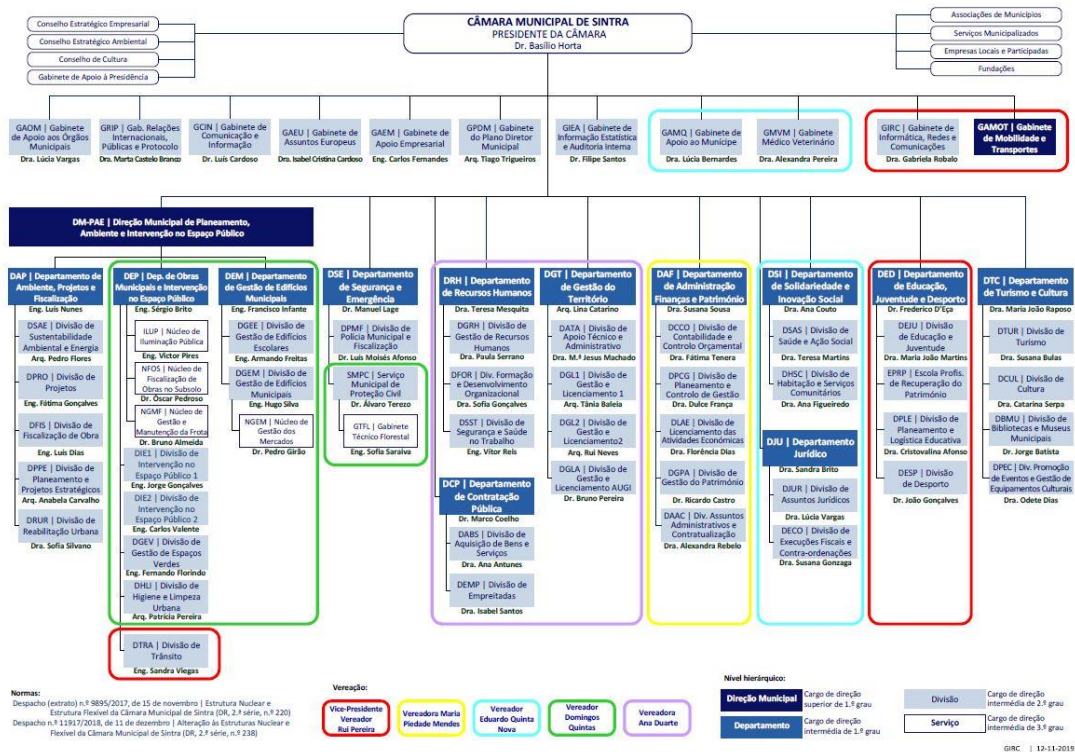 CÂMARA MUNICIPAL DE SINTRA
PRESIDENTE DA CÂMARA
Dr. Basílio Horta
Conselho Estratégico Empresarial
Conselho Estratégico Ambiental
Conselho de Cultura
Gabinete de Apoio à Presidência
Associações de Municípios
Serviços Municipalizados
Empresas Locais e Participadas
Fundações
GAOM | Gabinete
de Apoio aos Órgãos
Municipais
Dra. Lúcia Vargas
GRIP | Gab. Relações
Internacionais,
Públicas e Protocolo
Dra. Marta Castelo Branco
GCIN | Gabinete de
Comunicação e
Informação
Dr. Luís Cardoso
GAEU | Gabinete de
Assuntos Europeus
Dra. Isabel Cristina Cardoso
GAEM | Gabinete de
Apoio Empresarial
Eng. Carlos Fernandes
GPDM | Gabinete
do Plano Diretor
Municipal
Arq. Tiago Trigueiros
GIEA | Gabinete de
Informação Estatística
e Auditoria Interna
Dr. Filipe Santos
GAMQ | Gabinete de
Apoio ao Munícipe
Dra. Lúcia Bernardes
GMVM | Gabinete
Médico Veterinário
Dra. Alexandra Pereira
GIRC | Gabinete de
Informática, Redes e
Comunicações
Dra. Gabriela Robalo
GAMOT | Gabinete
de Mobilidade e
Transportes
DM-PAE | Direção Municipal de Planeamento,
Ambiente e Intervenção no Espaço Público
DAP | Departamento de
Ambiente, Projetos e
Fiscalização
Eng. Luis Nunes
DSAE | Divisão de
Sustentabilidade
Ambiental e Energia
Arq. Pedro Flores
DPRO | Divisão de
Projetos
Eng. Fátima Gonçalves
DFIS | Divisão de
Fiscalização de Obra
Eng. Luis Dias
DPPE | Divisão de
Planeamento e
Projetos Estratégicos
Arq. Anabela Carvalho
DRUR | Divisão de
Reabilitação Urbana
Dra. Sofia Silvano
DEP | Dep. de Obras
Municipais e Intervenção
no Espaço Público
Eng. Sérgio Brito
ILUP | Núcleo de
Iluminação Pública
Eng. Victor Pires
NFOS | Núcleo de
Fiscalização de
Obras no Subsolo
Dr. Óscar Pedroso
NGMF | Núcleo de
Gestão e
Manutenção da Frota
Dr. Bruno Almeida
DIE1 | Divisão de
Intervenção no
Espaço Público 1
Eng. Jorge Gonçalves
DIE2 | Divisão de
Intervenção no
Espaço Público 2
Eng. Carlos Valente
DGEV | Divisão de
Gestão de Espaços
Verdes
Eng. Fernando Florindo
DHLI | Divisão de
Higiene e Limpeza
Urbana
Arq. Patrícia Pereira
DTRA | Divisão de
Trânsito
Eng. Sandra Viegas
DEM | Departamento
de Gestão de Edifícios
Municipais
Eng. Francisco Infante
DGEE | Divisão de
Gestão de Edifícios
Escolares
Eng. Armando Freitas
DGEM | Divisão de
Gestão de Edifícios
Municipais
Eng. Hugo Silva
NGEM | Núcleo de
Gestão dos
Mercados
Dr. Pedro Girão
DSE | Departamento
de Segurança e
Emergência
Dr. Manuel Lage
DPMF | Divisão de
Polícia Municipal e
Fiscalização
Dr. Luis Moisés Afonso
SMPC | Serviço
Municipal de
Proteção Civil
Dr. Álvaro Terezo
GTFL | Gabinete
Técnico Florestal
Eng. Sofia Saraiva
DRH | Departamento
de Recursos Humanos
Dra. Teresa Mesquita
DGRH | Divisão de
Gestão de Recursos
Humanos
Dra. Paula Serrano
DFOR | Div. Formação
e Desenvolvimento
Organizacional
Dra. Sofia Gonçalves
DSST | Divisão de
Segurança e Saúde
no Trabalho
Eng. Vítor Reis
DCP | Departamento
de Contratação
Pública
Dr. Marco Coelho
DABS | Divisão de
Aquisição de Bens e
Serviços
Dra. Ana Antunes
DEMP | Divisão de
Empreitadas
Dra. Isabel Santos
DGT | Departamento
de Gestão do
Território
Arq. Lina Catarino
DATA | Divisão de
Apoio Técnico e
Administrativo
Dra. M.ª Jesus Machado
DGL1 | Divisão de
Gestão e
Licenciamento 1
Arq. Tânia Baleia
DGL2 | Divisão de
Gestão e
Licenciamento2
Arq. Rui Neves
DGLA | Divisão de
Gestão e
Licenciamento AUGI
Dr. Bruno Pereira
DAF | Departamento
de Administração
Finanças e Património
Dra. Susana Sousa
DCCO | Divisão de
Contabilidade e
Controlo Orçamental
Dra. Fátima Tenera
DPCG | Divisão de
Planeamento e
Controlo de Gestão
Dra. Dulce França
DLAE | Divisão de
Licenciamento das
Atividades Económicas
Dra. Florência Dias
DGPA | Divisão de
Gestão do Património
Dr. Ricardo Castro
DAAC | Div. Assuntos
Administrativos e
Contratualização
Dra. Alexandra Rebelo
DSI | Departamento
de Solidariedade e
Inovação Social
Dra. Ana Couto
DSAS | Divisão de
Saúde e Ação Social
Dra. Teresa Martins
DHSC | Divisão de
Habitação e Serviços
Comunitários
Dra. Ana Figueiredo
DJU | Departamento
Jurídico
Dra. Sandra Brito
DJUR | Divisão de
Assuntos Jurídicos
Dra. Lúcia Vargas
DECO | Divisão de
Execuções Fiscais e
Contra-ordenações
Dra. Susana Gonzaga
DED | Departamento
de Educação,
Juventude e Desporto
Dr. Frederico D'Eça
DEJU | Divisão de
Educação e
Juventude
Dra. Maria João Martins
EPRP | Escola Profis.
de Recuperação do
Património
DPLE | Divisão de
Planeamento e
Logística Educativa
Dra. Cristovalina Afonso
DESP | Divisão de
Desporto
Dr. João Gonçalves
DTC | Departamento
de Turismo e Cultura
Dra. Maria João Raposo
DTUR | Divisão de
Turismo
Dra. Susana Bulas
DCUL | Divisão de
Cultura
Dra. Catarina Serpa
DBMU | Divisão de
Bibliotecas e Museus
Municipais
Dr. Jorge Batista
DPEC | Div. Promoção
de Eventos e Gestão de
Equipamentos Culturais
Dra. Odete Dias
Normas:
Despacho (extrato) n.º 9895/2017, de 15 de novembro | Estrutura Nuclear e
Estrutura Flexível da Câmara Municipal de Sintra (DR, 2.ª série, n.º 220)
Despacho n.º 11917/2018, de 11 de dezembro | Alteração às Estruturas Nuclear e
Flexível da Câmara Municipal de Sintra (DR, 2.ª série, n.º 238)
Vereação:
Vice-Presidente
Vereador
Rui Pereira
Vereadora Maria
Piedade Mendes
Vereador
Eduardo Quinta
Nova
Vereador
Domingos
Quintas
Vereadora
Ana Duarte
Nível hierárquico:
Direção Municipal
Cargo de direção
superior de 1.º grau
Departamento
Cargo de direção
intermédia de 1.º grau
Divisão
Cargo de direção
intermédia de 2.º grau
Serviço
Cargo de direção
intermédia de 3.º grau
GIRC | 12-11-2019